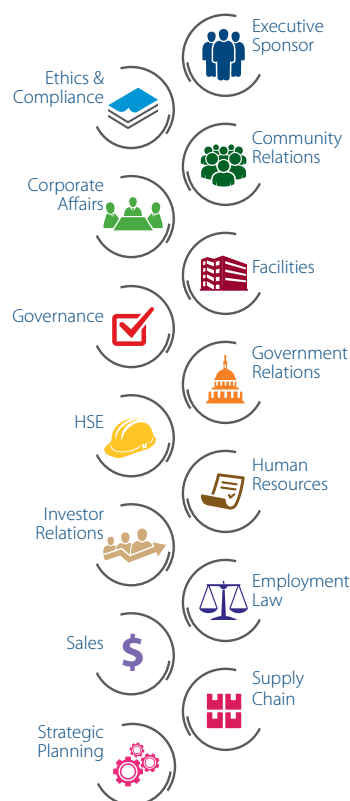 Executive
Sponsor
Ethics &
Compliance
Community
Relations
Corporate
Affairs
Facilities
Governance
Government
Relations
HSE
Human
Resources
Investor
Relations
Employment
Law
Sales
$
Supply
Chain
Strategic
Planning